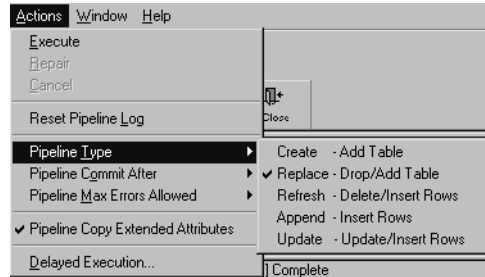 Actions Window Help
Execute
Repair
Cancel
Close
Reset Pipeline Log
Pipeline Type
Create - Add Table
Pipeline Commit After
Replace - Drop/Add Table
Pipeline Max Errors Allowed
Refresh - Delete/Insert Rows
Append - Insert Rows
Pipeline Copy Extended Attributes
Update - Update/Insert Rows
Delayed Execution...
] Complete